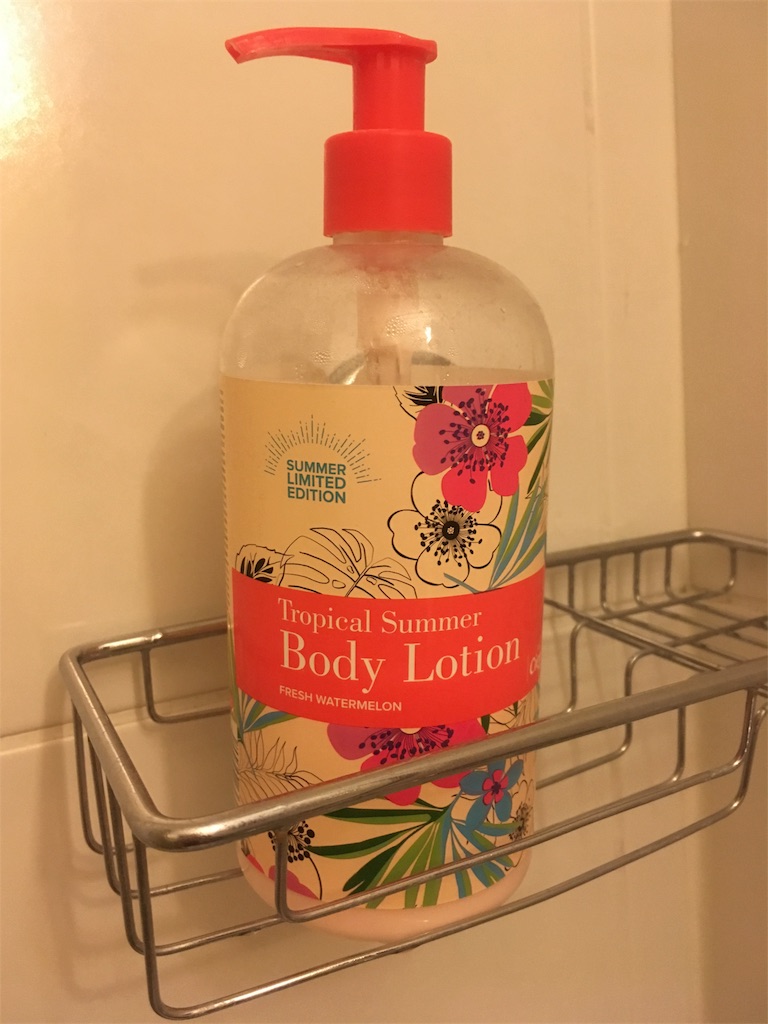 SUMMER
LIMITED
EDITION
Tropical Summer
Body Lotion
FRESH WATERMELON